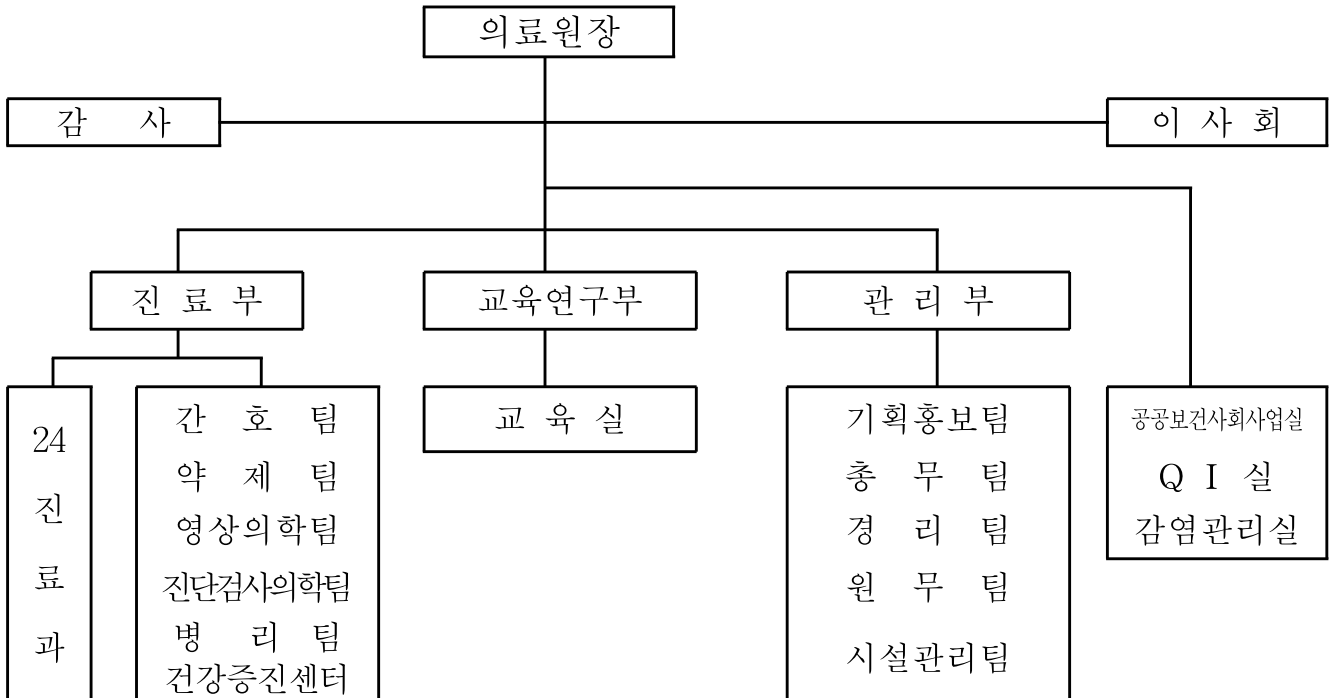 의료원장
감 사
이 사 회
진 료 부
교육연구부
관 리 부
24
진
료
과
간 호 팀
약 제 팀
영상의학팀
진단검사의학팀
병 리 팀
건강증진센터
교 육 실
기획홍보팀
총 무 팀
경 리 팀
원 무 팀
시설관리팀
공공보건사회사업실
Q I 실
감염관리실